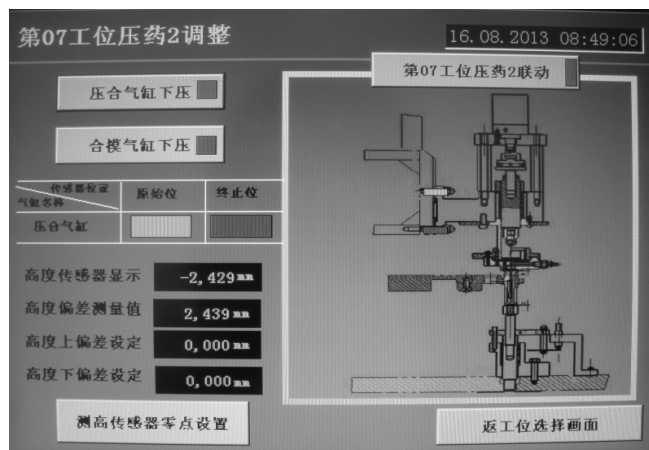 第07工位压药2调整
16.08.2013 08:49:06
第07工位压药2联动
压合气缸下压
合模气缸下压
传感器位置
气缸名称
原始位
终止位
压合气缸
高度传感器显示
-2,429mm
高度偏差测量值
2,439mm
高度上偏差设定
0,000mm
高度下偏差设定
0,000mm
测高传感器零点设置
返工位选择画面